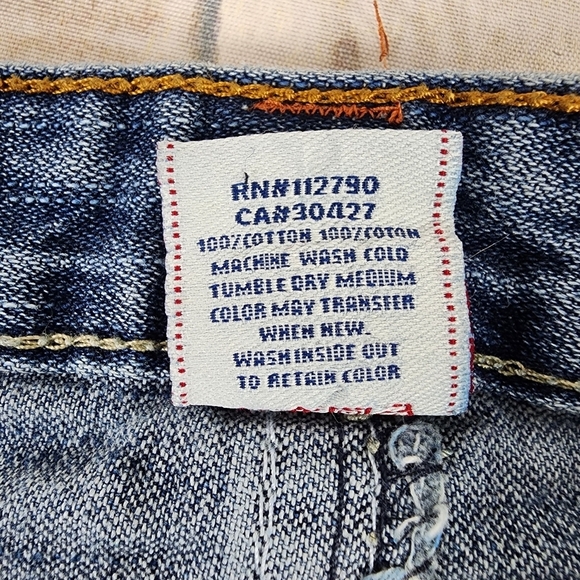 RN#112790
CA#30427
100%COTTON 100%COTON
MACHINE WASH COLD
TUMBLE DRY MEDIUM
COLOR MAY TRANSFER
WHEN NEW.
WASH INSIDE OUT
TO RETAIN COLOR